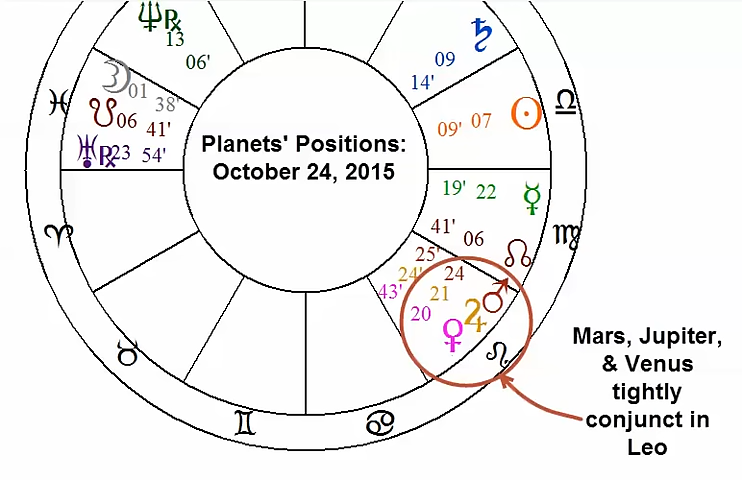 ♆℞
13
06'
♄
09
14'
♓
☽ 01 38'
☋ 06 41'
♅℞ 23 54'
Planets' Positions:
October 24, 2015
09' 07 ☉
♎
19' 22 ☿
41' 06 ☊
♍
♈
25' 24 ♂
24' 21 ♃
43' 20 ♀
♌
♉
♊
♋
Mars, Jupiter,
& Venus
tightly
conjunct in
Leo